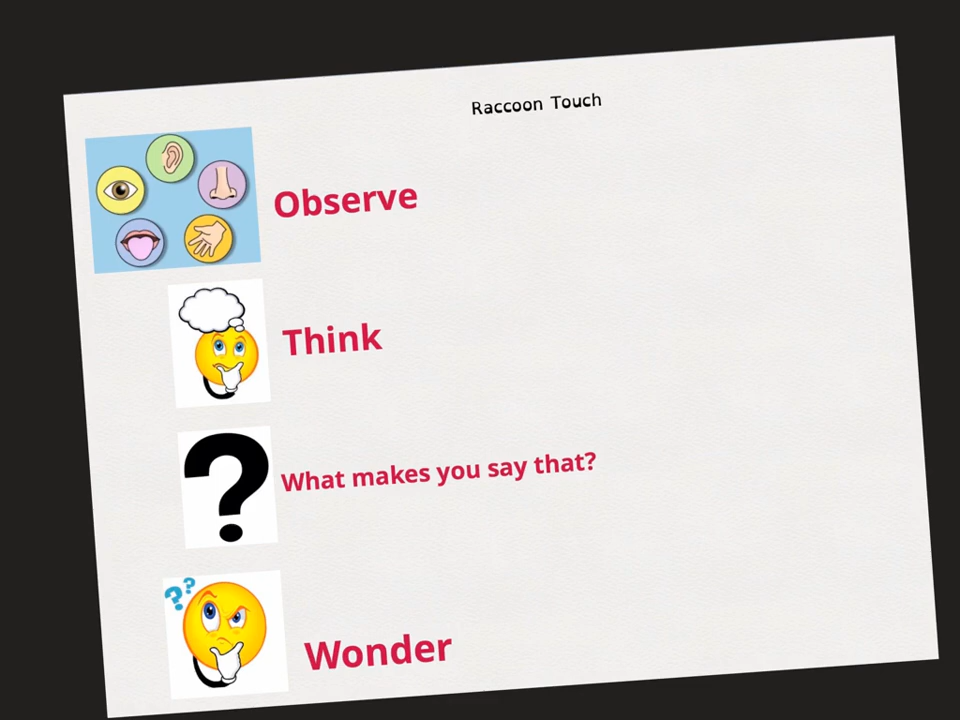 Raccoon Touch
Observe
Think
What makes you say that?
Wonder